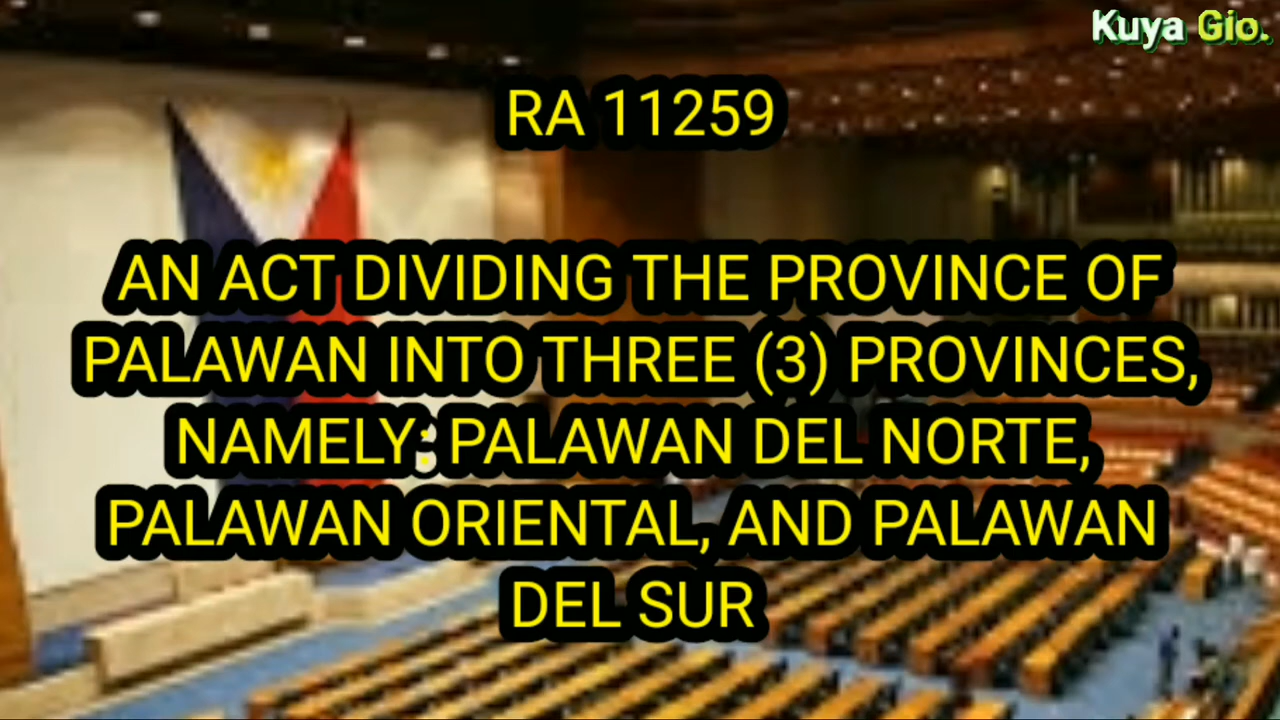 Kuya Gio.
RA 11259
AN ACT DIVIDING THE PROVINCE OF
PALAWAN INTO THREE (3) PROVINCES,
NAMELY: PALAWAN DEL NORTE,
PALAWAN ORIENTAL, AND PALAWAN
DEL SUR